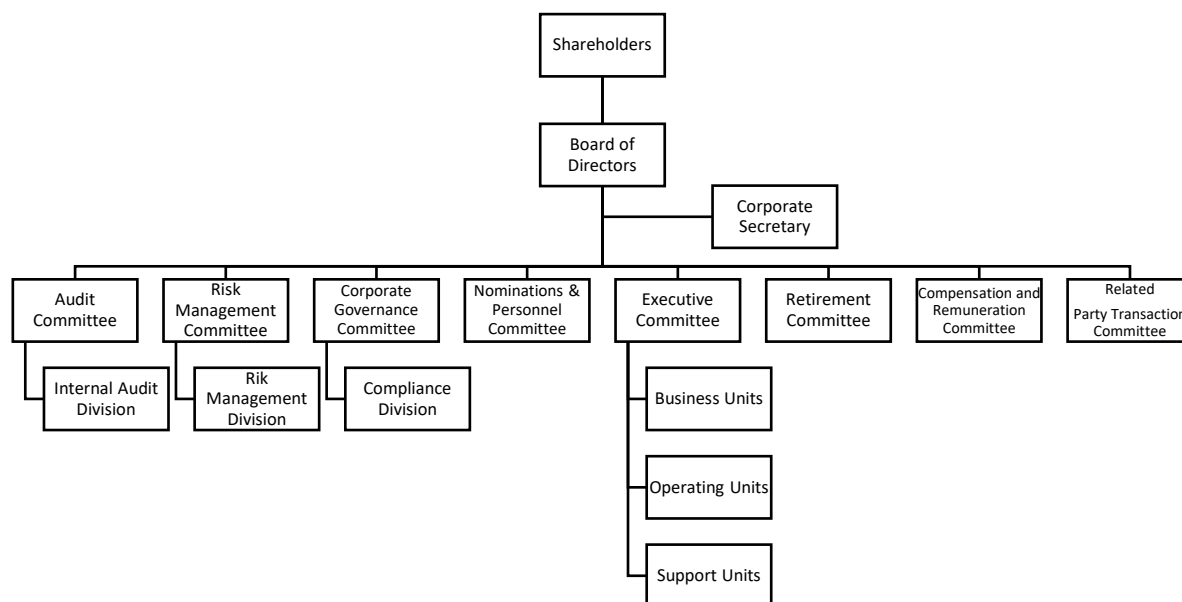 Shareholders
Board of
Directors
Corporate
Secretary
Audit
Committee
Risk
Management
Committee
Corporate
Governance
Committee
Nominations &
Personnel
Committee
Executive
Committee
Retirement
Committee
Compensation and
Remuneration
Committee
Related
Party Transaction
Committee
Internal Audit
Division
Rik
Management
Division
Compliance
Division
Business Units
Operating Units
Support Units